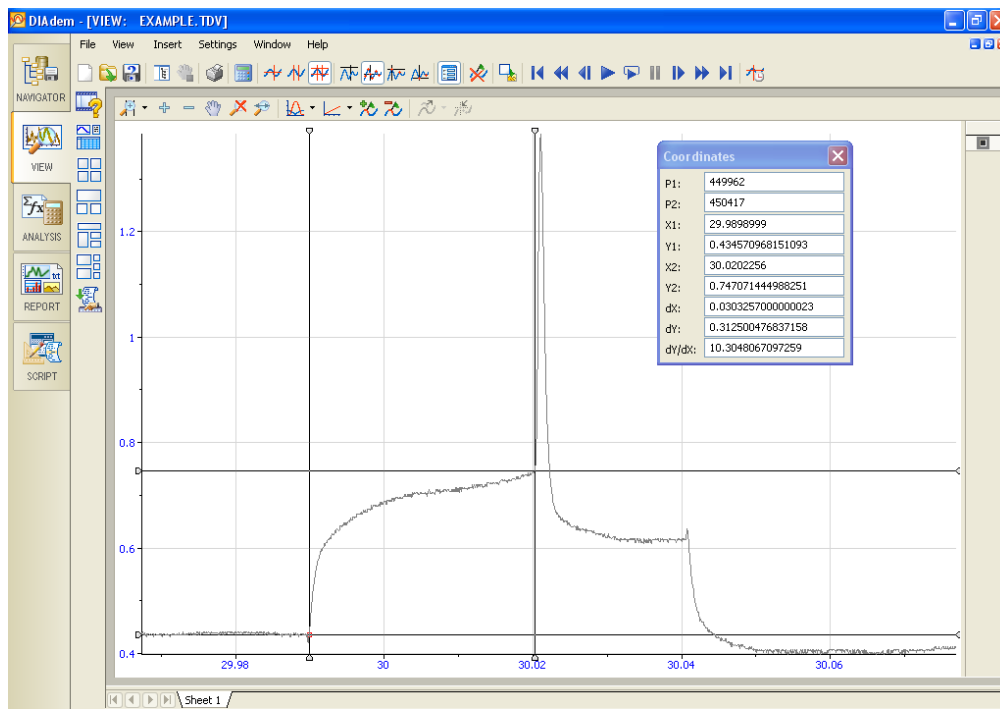 DIAdem - [VIEW: EXAMPLE.TDV]
File View Insert Settings Window Help
NAVIGATOR
VIEW
ANALYSIS
REPORT
SCRIPT
Coordinates
P1: 449962
P2: 450417
X1: 29.9898999
Y1: 0.434570968151093
X2: 30.0202256
Y2: 0.747071444988251
dX: 0.0303257000000023
dY: 0.312500476837158
dY/dX: 10.3048067097259
1.2
1
0.8
0.6
0.4
29.98 30 30.02 30.04 30.06
Sheet 1